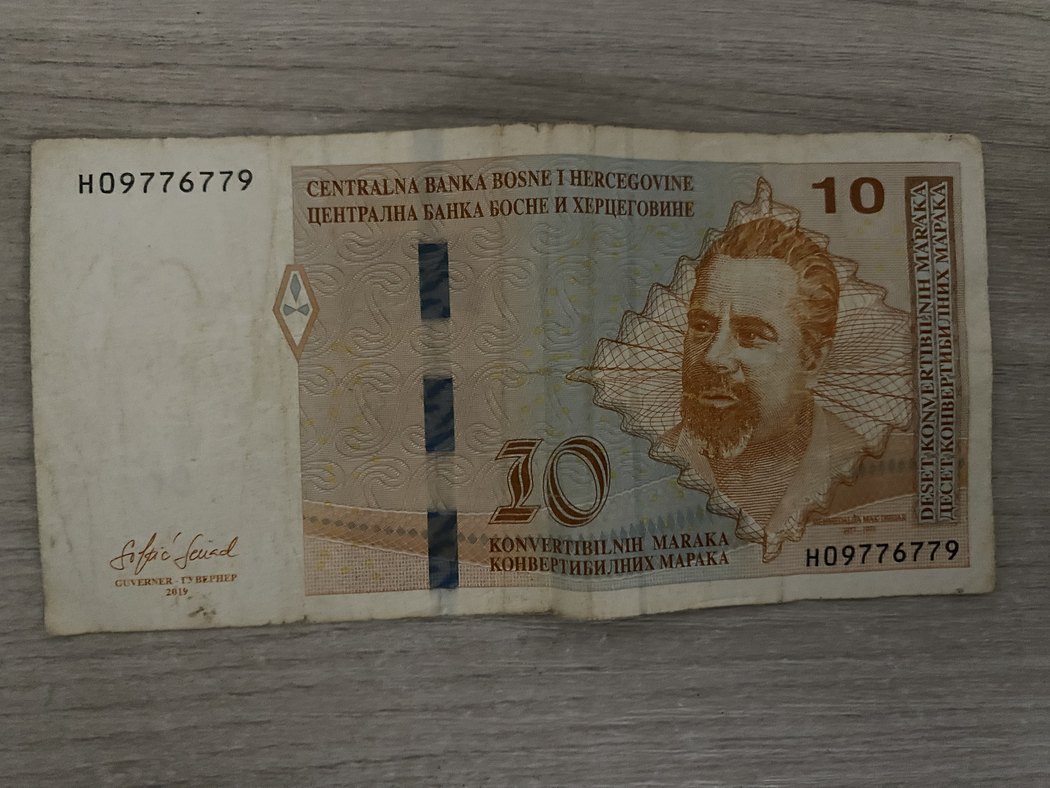 H09776779
CENTRALNA BANKA BOSNE I HERCEGOVINE
ЦЕНТРАЛНА БАНКА БОСНЕ И ХЕРЦЕГОВИНЕ
10
DESET KONVERTIBILNIH MARAKA
ДЕСЕТ КОНВЕРТИБИЛНИХ МАРАКА
10
KONVERTIBILNIH MARAKA
КОНВЕРТИБИЛНИХ МАРАКА
H09776779
GUVERNER - ГУВЕРНЕР
2019